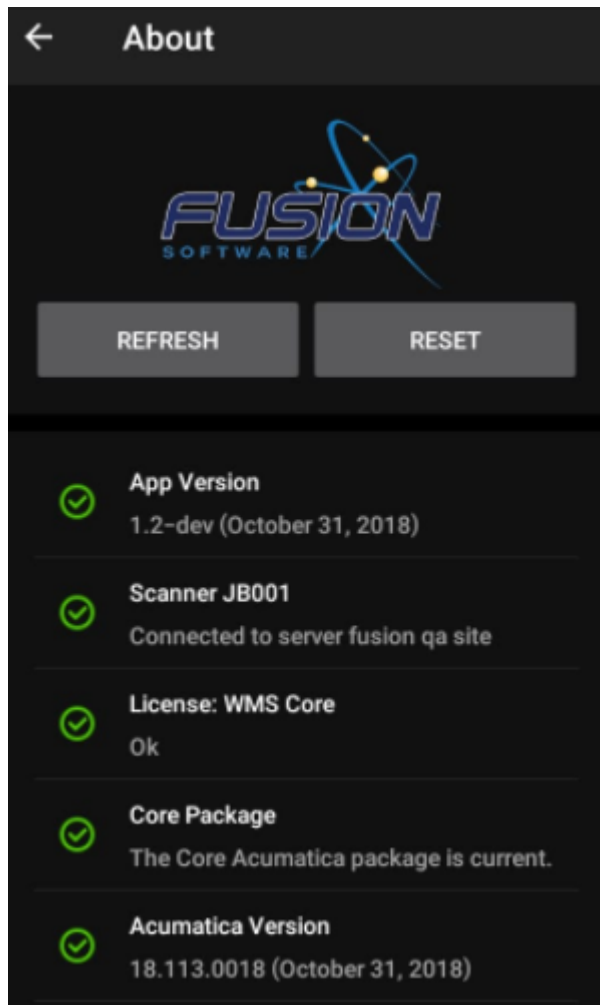 About
FUSION
SOFTWARE
REFRESH
RESET
App Version
1.2-dev (October 31, 2018)
Scanner JB001
Connected to server fusion qa site
License: WMS Core
Ok
Core Package
The Core Acumatica package is current.
Acumatica Version
18.113.0018 (October 31, 2018)